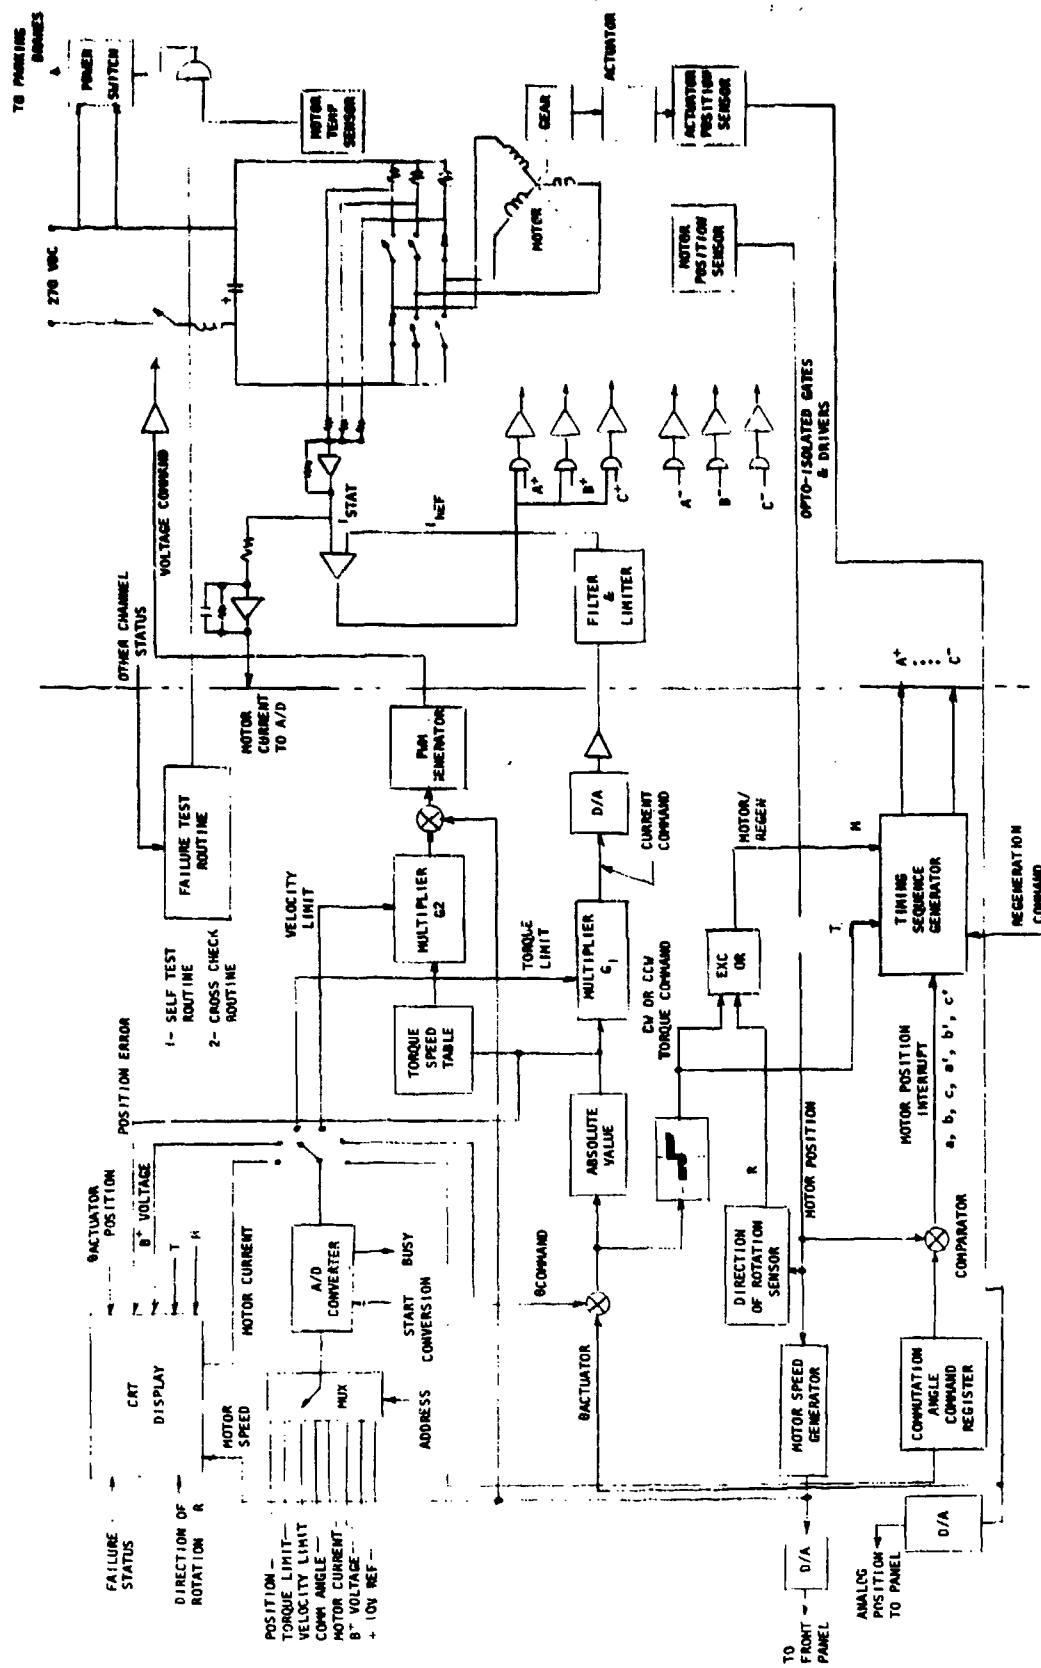 FAILURE
STATUS
DIRECTION OF
ROTATION R
CRT
DISPLAY
MOTOR
SPEED
θACTUATOR
POSITION
B+ VOLTAGE
T
M
POSITION ERROR
MOTOR CURRENT
POSITION
TORQUE LIMIT
VELOCITY LIMIT
COMM ANGLE
MOTOR CURRENT
B+ VOLTAGE
+ 10V REF
MUX
ADDRESS
A/D
CONVERTER
START
CONVERSION
BUSY
1- SELF TEST
ROUTINE
2- CROSS CHECK
ROUTINE
FAILURE TEST
ROUTINE
OTHER CHANNEL
STATUS
MOTOR
CURRENT
TO A/D
VOLTAGE COMMAND
270 VDC
TO PARKING
BRAKES
POWER
SWITCH
MOTOR
TEMP
SENSOR
VELOCITY
LIMIT
TORQUE
SPEED
TABLE
MULTIPLIER
G2
PWM
GENERATOR
ISTAT
IREF
TORQUE
LIMIT
θACTUATOR
θCOMMAND
ABSOLUTE
VALUE
MULTIPLIER
G1
CURRENT
COMMAND
D/A
FILTER
&
LIMITER
A+
B+
C+
A-
B-
C-
MOTOR
GEAR
ACTUATOR
ACTUATOR
POSITION
SENSOR
MOTOR
POSITION
SENSOR
OPTO-ISOLATED GATES
& DRIVERS
CW OR CCW
TORQUE COMMAND
EXC
OR
MOTOR/
REGEN
R
DIRECTION
OF ROTATION
SENSOR
MOTOR POSITION
MOTOR SPEED
GENERATOR
D/A
TO
FRONT
PANEL
COMMUTATION
ANGLE
COMMAND
REGISTER
COMPARATOR
MOTOR POSITION
INTERRUPT
a, b, c, a', b', c'
T
M
TIMING
SEQUENCE
GENERATOR
A+
C-
REGENERATION
COMMAND
ANALOG
POSITION
TO PANEL
D/A